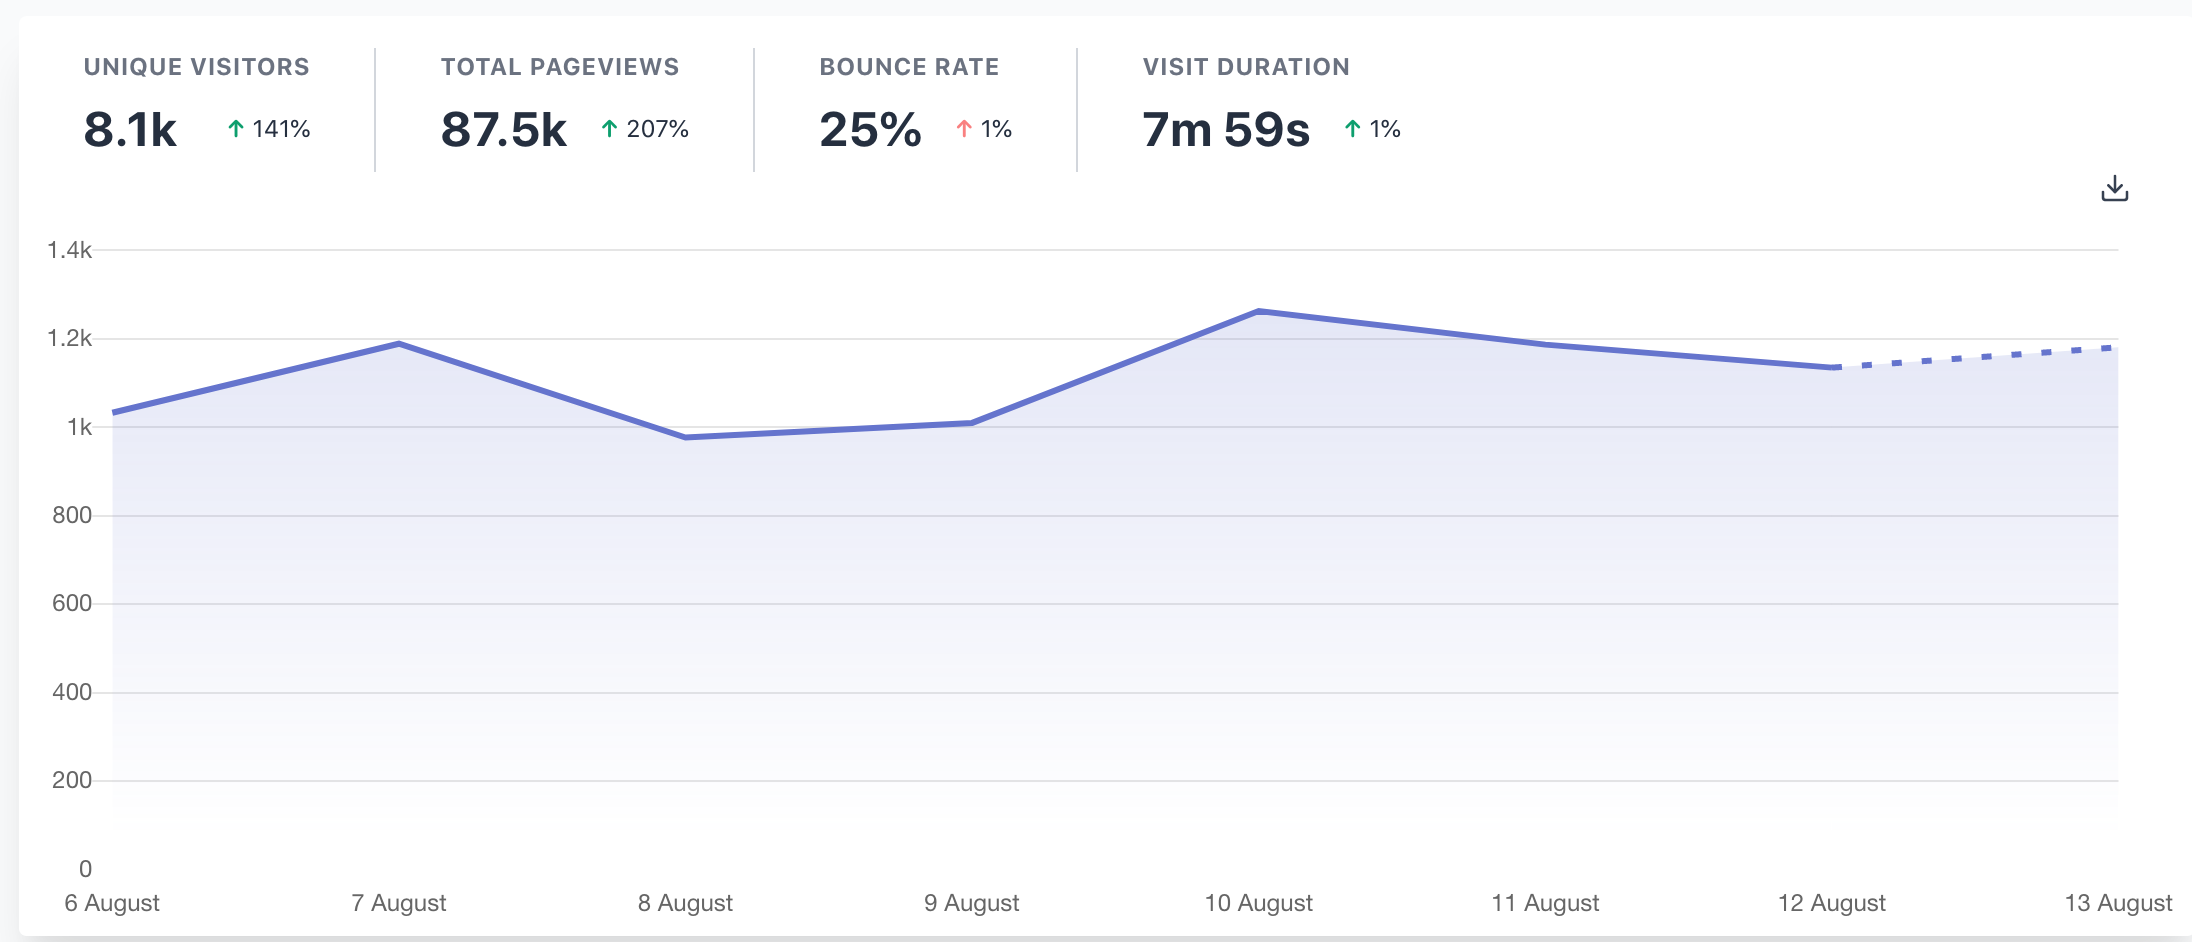 UNIQUE VISITORS
8.1k ↑ 141%
TOTAL PAGEVIEWS
87.5k ↑ 207%
BOUNCE RATE
25% ↑ 1%
VISIT DURATION
7m 59s ↑ 1%
1.4k
1.2k
1k
800
600
400
200
0
6 August 7 August 8 August 9 August 10 August 11 August 12 August 13 August